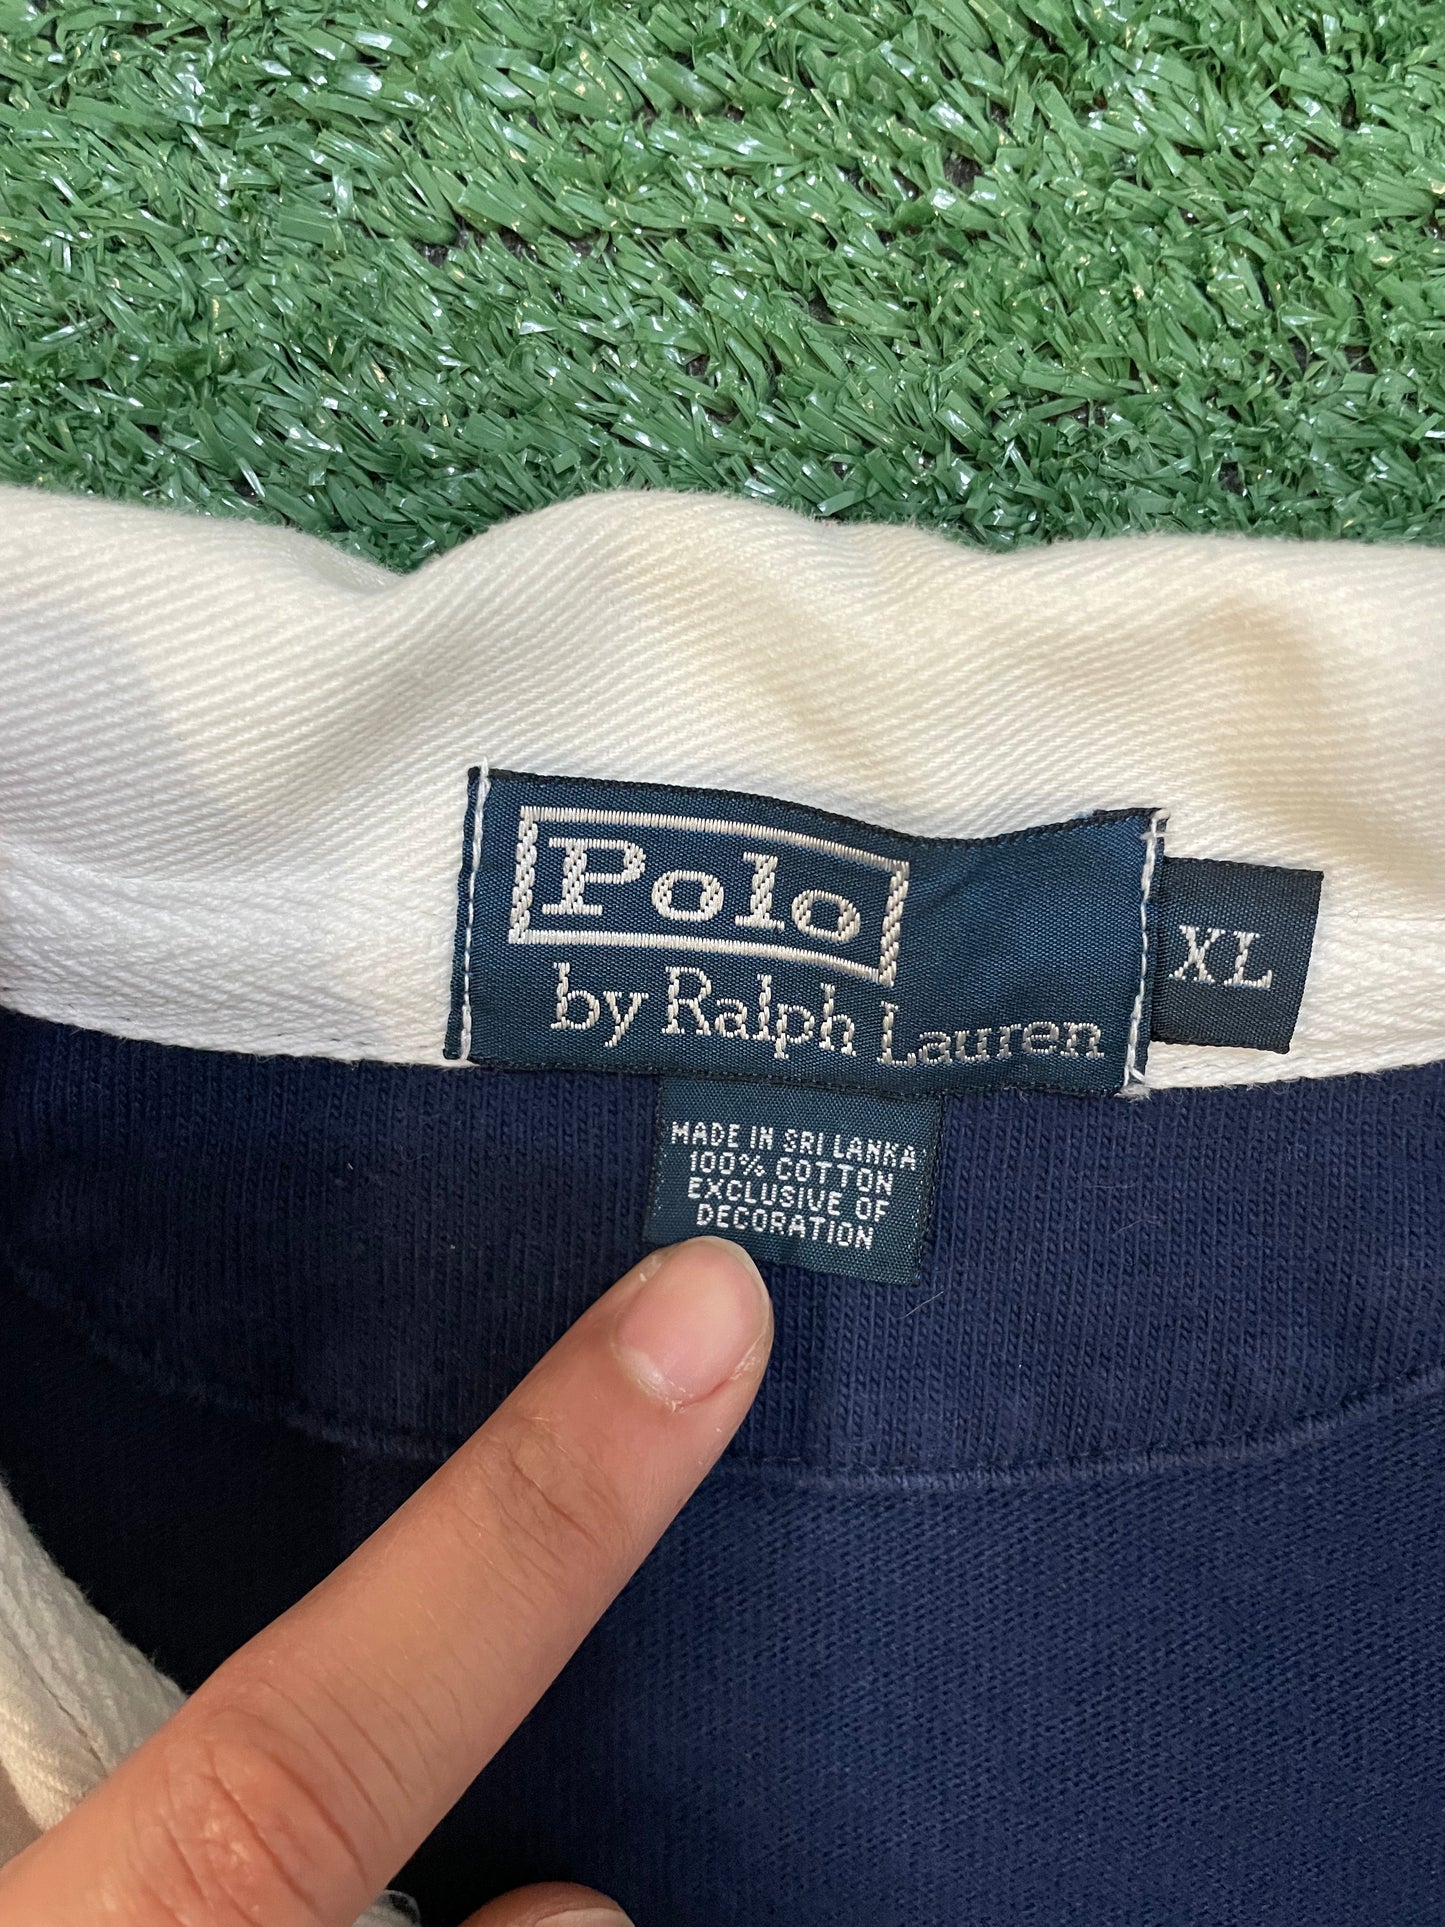 Polo
by Ralph Lauren
XL
MADE IN SRI LANKA
100% COTTON
EXCLUSIVE OF
DECORATION